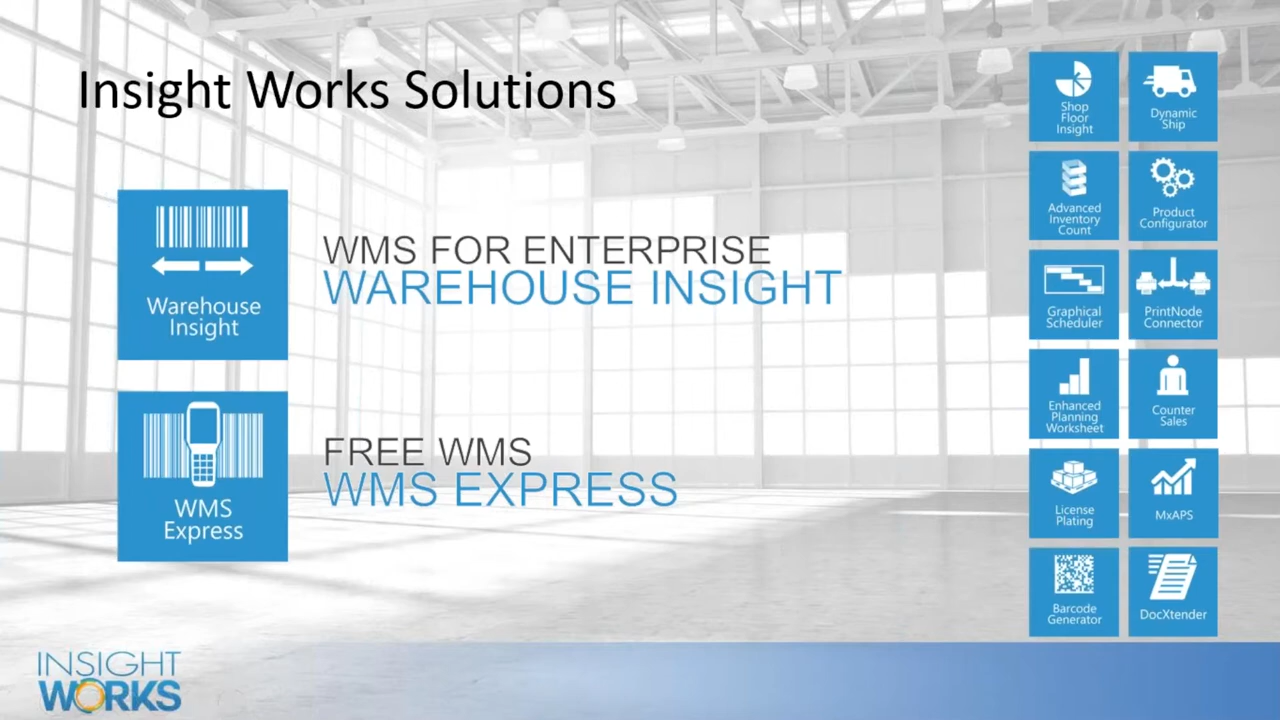 Insight Works Solutions
Warehouse
Insight
WMS FOR ENTERPRISE
WAREHOUSE INSIGHT
WMS
Express
FREE WMS
WMS EXPRESS
Shop
Floor
Insight
Dynamic
Ship
Advanced
Inventory
Count
Product
Configurator
Graphical
Scheduler
PrintNode
Connector
Enhanced
Planning
Worksheet
Counter
Sales
License
Plating
MxAPS
Barcode
Generator
DocXtender
INSIGHT
WORKS